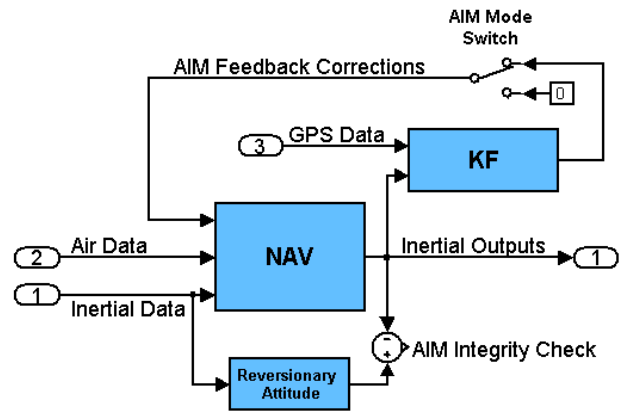 AIM Mode
Switch
AIM Feedback Corrections
0
GPS Data
3
KF
Air Data
2
NAV
Inertial Outputs
1
1
Inertial Data
-
+
AIM Integrity Check
Reversionary
Attitude